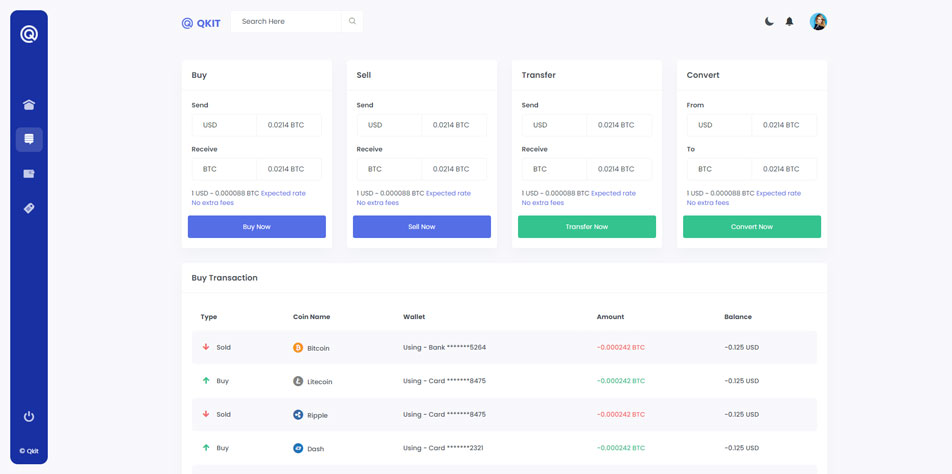 QKIT
Search Here
Buy
Send
USD 0.0214 BTC
Receive
BTC 0.0214 BTC
1 USD ~ 0.000088 BTC Expected rate
No extra fees
Buy Now
Sell
Send
USD 0.0214 BTC
Receive
BTC 0.0214 BTC
1 USD ~ 0.000088 BTC Expected rate
No extra fees
Sell Now
Transfer
Send
USD 0.0214 BTC
Receive
BTC 0.0214 BTC
1 USD ~ 0.000088 BTC Expected rate
No extra fees
Transfer Now
Convert
From
USD 0.0214 BTC
To
BTC 0.0214 BTC
1 USD ~ 0.000088 BTC Expected rate
No extra fees
Convert Now
Buy Transaction
Type Coin Name Wallet Amount Balance
Sold Bitcoin Using - Bank *******5264 -0.000242 BTC -0.125 USD
Buy Litecoin Using - Card *******8475 -0.000242 BTC -0.125 USD
Sold Ripple Using - Card *******8475 -0.000242 BTC -0.125 USD
Buy Dash Using - Card *******2321 -0.000242 BTC -0.125 USD
© Qkit